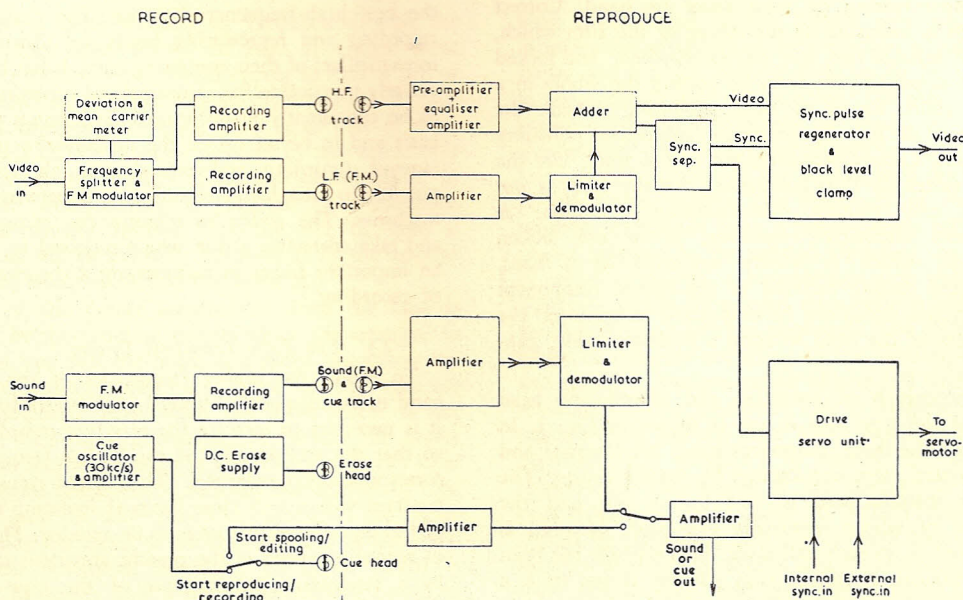 RECORD
REPRODUCE
Deviation &
mean carrier
meter
Recording
amplifier
H.F.
track
Pre-amplifier
+
equaliser
+
amplifier
Adder
Video
Sync.
sep.
Sync.
Sync. pulse
regenerator
&
black level
clamp
Video
out
Video
in
Frequency
splitter &
F.M modulator
Recording
amplifier
L.F. (F.M.)
track
Amplifier
Limiter
&
demodulator
Sound
in
F.M.
modulator
Recording
amplifier
Sound (F.M.)
&
cue track
Amplifier
Limiter
&
demodulator
Drive
servo unit
To
servo-
motor
Cue
oscillator
(30kc/s)
& amplifier
D.C. Erase
supply
Erase
head
Start spooling/
editing
Cue head
Start reproducing/
recording
Amplifier
Amplifier
Sound
or
cue
out
Internal
sync.in
External
sync.in